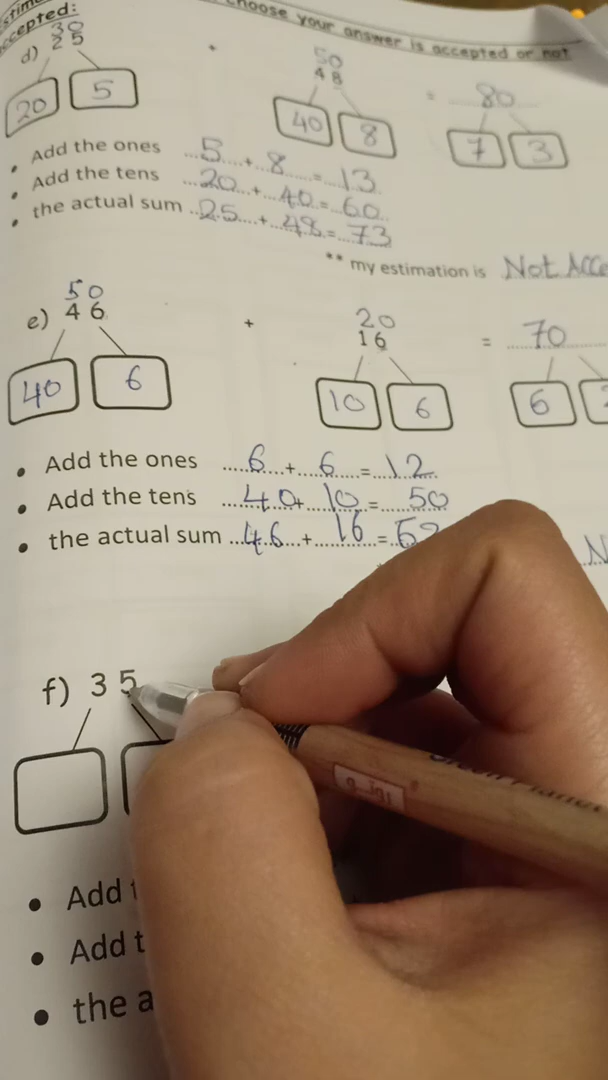 accepted:
choose your answer is accepted or not
30 50
d) 25 + 48 = 80
20 5 40 8 7 3
• Add the ones 5 + 8 = 13
• Add the tens 20 + 40 = 60
• the actual sum 25 + 48 = 73
** my estimation is Not Acce
50 20
e) 46 + 16 = 70
40 6 10 6 6
• Add the ones 6 + 6 = 12
• Add the tens 40 + 10 = 50
• the actual sum 46 + 16 = 62
N
f) 35
• Add
• Add t
• the a